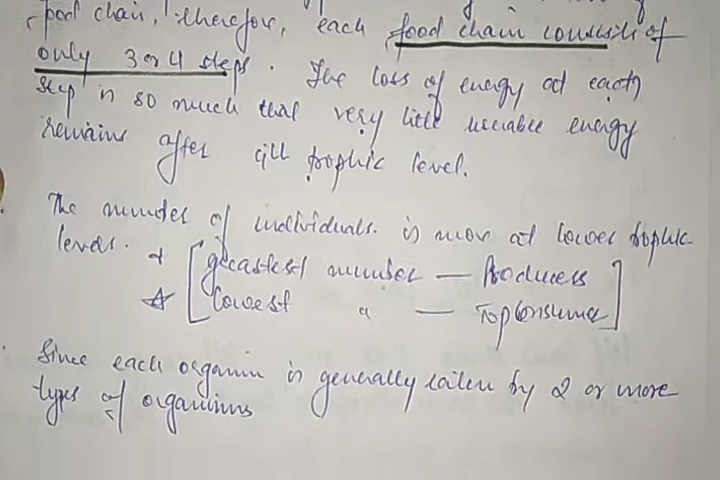 food chain, therefore, each food chain consists of
only 3 or 4 steps. The loss of energy at each
step is so much that very little useable energy
remains after trophic level.
The number of individuals. is more at lower trophic
levels.
greatest number — Producers
lowest " — Top Consumer
Since each organism is generally eaten by 2 or more
types of organisms